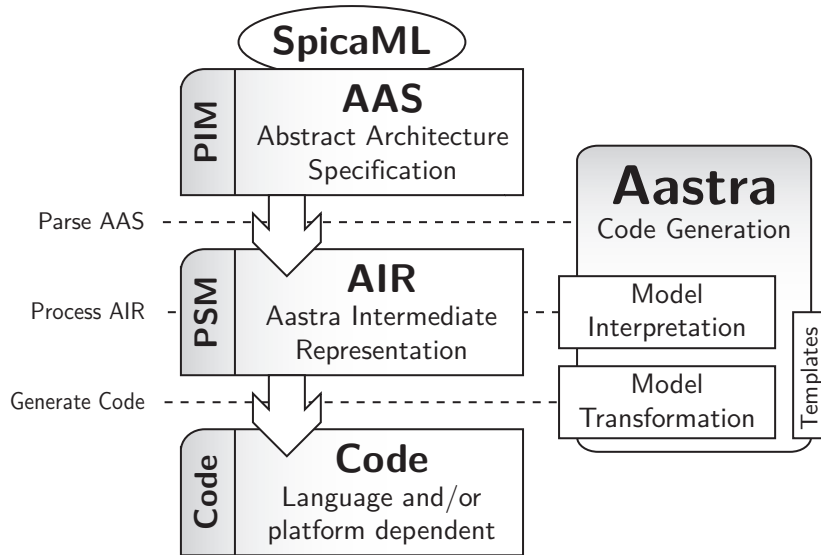 SpicaML
PIM
AAS
Abstract Architecture
Specification
Parse AAS
Aastra
Code Generation
PSM
AIR
Aastra Intermediate
Representation
Process AIR
Model
Interpretation
Templates
Generate Code
Model
Transformation
Code
Code
Language and/or
platform dependent